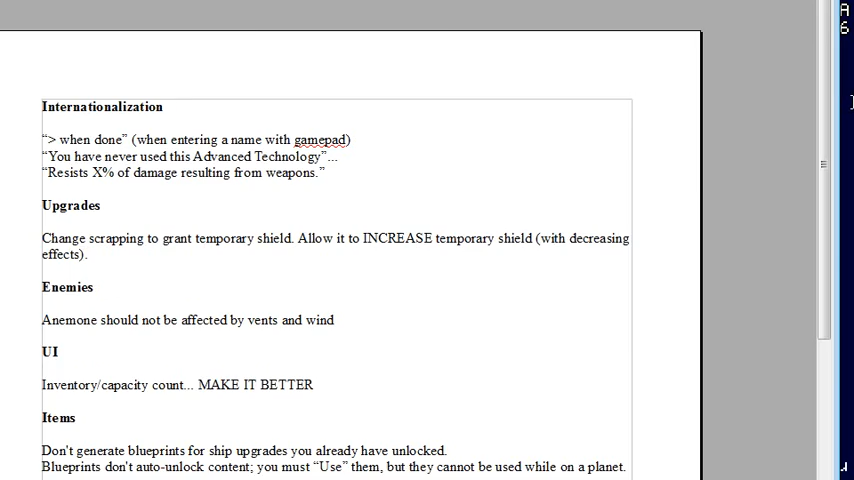 A
6
Internationalization
“> when done” (when entering a name with gamepad)
“You have never used this Advanced Technology”...
“Resists X% of damage resulting from weapons.”
Upgrades
Change scrapping to grant temporary shield. Allow it to INCREASE temporary shield (with decreasing
effects).
Enemies
Anemone should not be affected by vents and wind
UI
Inventory/capacity count... MAKE IT BETTER
Items
Don't generate blueprints for ship upgrades you already have unlocked.
Blueprints don't auto-unlock content; you must “Use” them, but they cannot be used while on a planet.